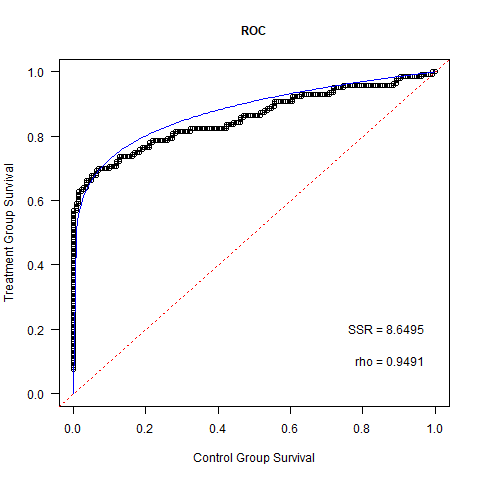 ROC
Treatment Group Survival
1.0
0.8
0.6
0.4
0.2
0.0
SSR = 8.6495
rho = 0.9491
0.0 0.2 0.4 0.6 0.8 1.0
Control Group Survival